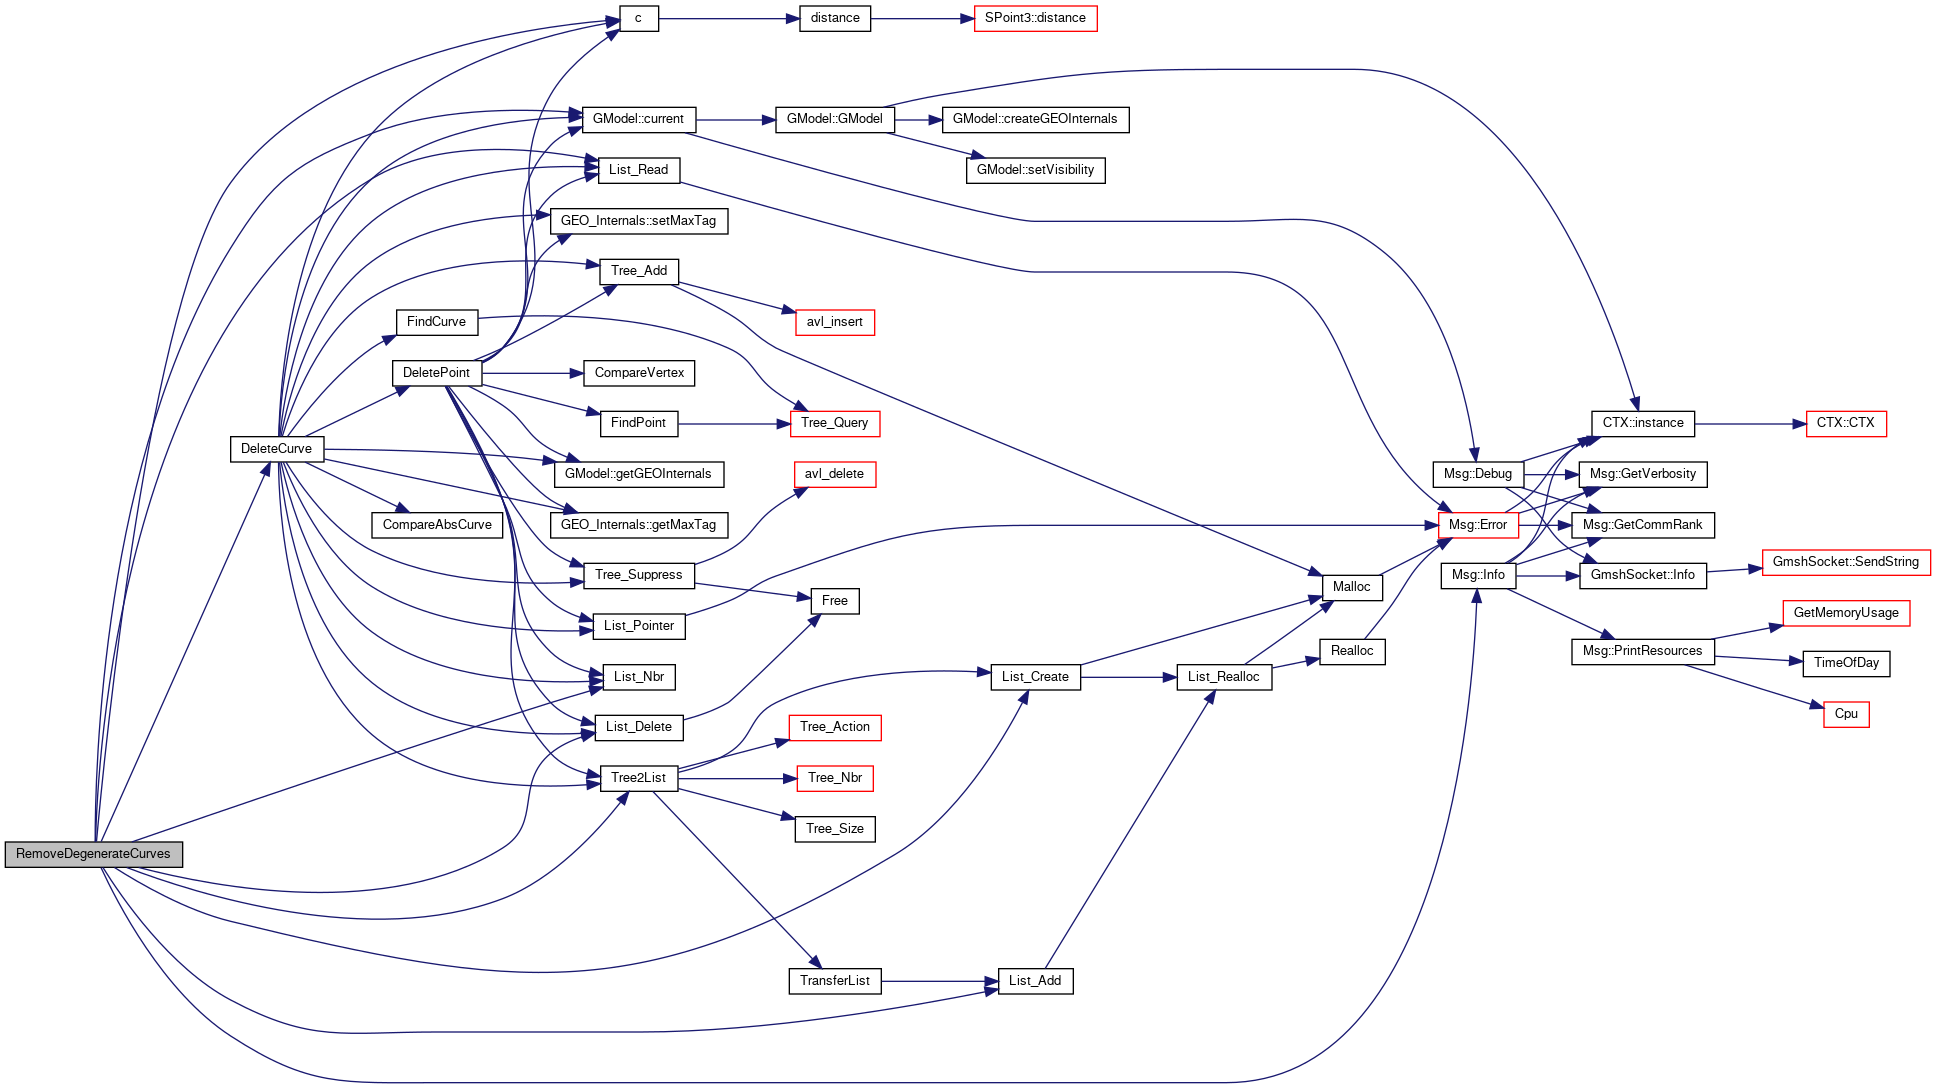 c
distance
SPoint3::distance
GModel::current
GModel::GModel
GModel::createGEOInternals
List_Read
GModel::setVisibility
GEO_Internals::setMaxTag
Tree_Add
FindCurve
avl_insert
DeletePoint
CompareVertex
FindPoint
Tree_Query
CTX::instance
CTX::CTX
DeleteCurve
GModel::getGEOInternals
avl_delete
Msg::Debug
Msg::GetVerbosity
CompareAbsCurve
GEO_Internals::getMaxTag
Msg::Error
Msg::GetCommRank
Tree_Suppress
Free
Malloc
Msg::Info
GmshSocket::Info
GmshSocket::SendString
List_Pointer
GetMemoryUsage
Realloc
Msg::PrintResources
TimeOfDay
List_Nbr
List_Create
List_Realloc
Cpu
List_Delete
Tree_Action
Tree2List
Tree_Nbr
Tree_Size
RemoveDegenerateCurves
TransferList
List_Add